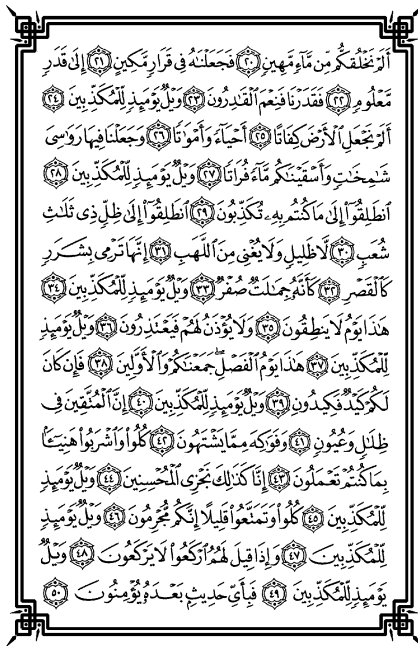 أَلَمْ نَخْلُقكُّم مِّن مَّآءٍ مَّهِينٍ ٢٠ فَجَعَلْنَٰهُ فِى قَرَارٍ مَّكِينٍ ٢١ إِلَىٰ قَدَرٍ
مَّعْلُومٍ ٢٢ فَقَدَرْنَا فَنِعْمَ ٱلْقَٰدِرُونَ ٢٣ وَيْلٌ يَوْمَئِذٍ لِّلْمُكَذِّبِينَ ٢٤
أَلَمْ نَجْعَلِ ٱلْأَرْضَ كِفَاتًا ٢٥ أَحْيَآءً وَأَمْوَٰتًا ٢٦ وَجَعَلْنَا فِيهَا رَوَٰسِىَ
شَٰمِخَٰتٍ وَأَسْقَيْنَٰكُم مَّآءً فُرَاتًا ٢٧ وَيْلٌ يَوْمَئِذٍ لِّلْمُكَذِّبِينَ ٢٨
ٱنطَلِقُوٓا۟ إِلَىٰ مَا كُنتُم بِهِۦ تُكَذِّبُونَ ٢٩ ٱنطَلِقُوٓا۟ إِلَىٰ ظِلٍّ ذِى ثَلَٰثِ
شُعَبٍ ٣٠ لَّا ظَلِيلٍ وَلَا يُغْنِى مِنَ ٱللَّهَبِ ٣١ إِنَّهَا تَرْمِى بِشَرَرٍ
كَٱلْقَصْرِ ٣٢ كَأَنَّهُۥ جِمَٰلَتٌ صُفْرٌ ٣٣ وَيْلٌ يَوْمَئِذٍ لِّلْمُكَذِّبِينَ ٣٤
هَٰذَا يَوْمُ لَا يَنطِقُونَ ٣٥ وَلَا يُؤْذَنُ لَهُمْ فَيَعْتَذِرُونَ ٣٦ وَيْلٌ يَوْمَئِذٍ
لِّلْمُكَذِّبِينَ ٣٧ هَٰذَا يَوْمُ ٱلْفَصْلِ ۖ جَمَعْنَٰكُمْ وَٱلْأَوَّلِينَ ٣٨ فَإِن كَانَ
لَكُمْ كَيْدٌ فَكِيدُونِ ٣٩ وَيْلٌ يَوْمَئِذٍ لِّلْمُكَذِّبِينَ ٤٠ إِنَّ ٱلْمُتَّقِينَ فِى
ظِلَٰلٍ وَعُيُونٍ ٤١ وَفَوَٰكِهَ مِمَّا يَشْتَهُونَ ٤٢ كُلُوا۟ وَٱشْرَبُوا۟ هَنِيٓـًٔۢا
بِمَا كُنتُمْ تَعْمَلُونَ ٤٣ إِنَّا كَذَٰلِكَ نَجْزِى ٱلْمُحْسِنِينَ ٤٤ وَيْلٌ يَوْمَئِذٍ
لِّلْمُكَذِّبِينَ ٤٥ كُلُوا۟ وَتَمَتَّعُوا۟ قَلِيلًا إِنَّكُم مُّجْرِمُونَ ٤٦ وَيْلٌ يَوْمَئِذٍ
لِّلْمُكَذِّبِينَ ٤٧ وَإِذَا قِيلَ لَهُمُ ٱرْكَعُوا۟ لَا يَرْكَعُونَ ٤٨ وَيْلٌ
يَوْمَئِذٍ لِّلْمُكَذِّبِينَ ٤٩ فَبِأَىِّ حَدِيثٍۭ بَعْدَهُۥ يُؤْمِنُونَ ٥٠